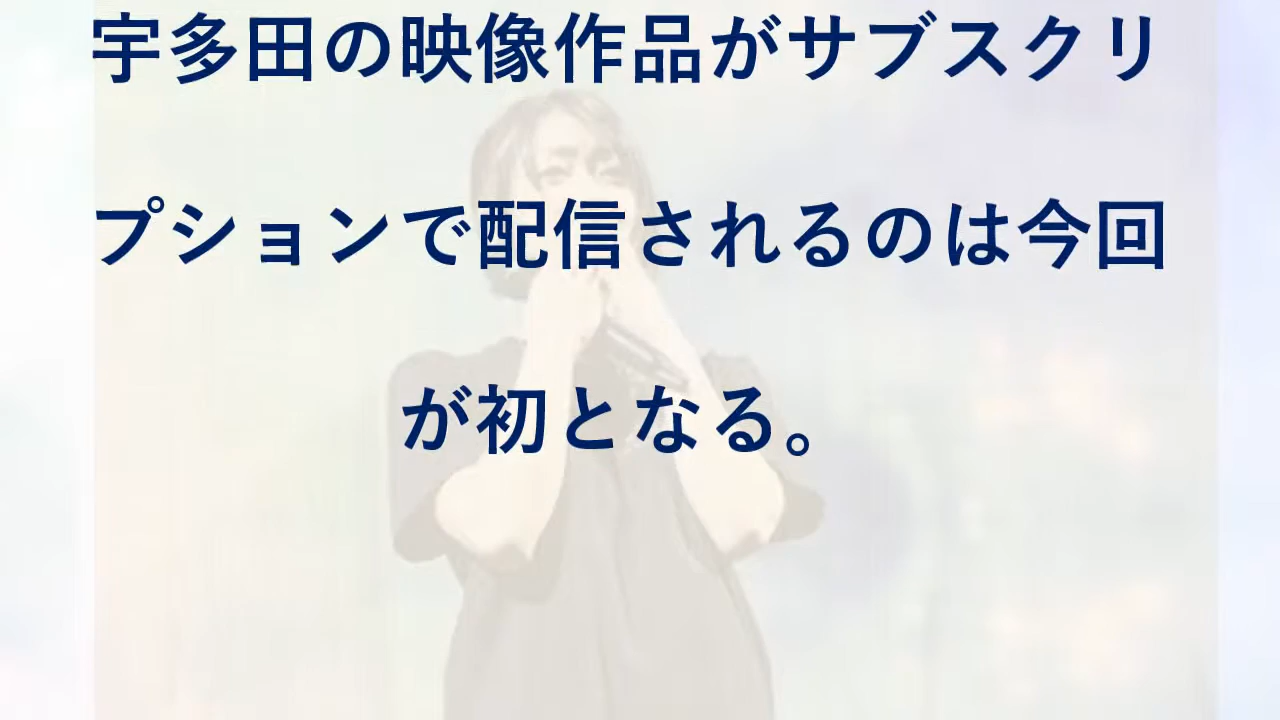 宇多田の映像作品がサブスクリ
プションで配信されるのは今回
が初となる。